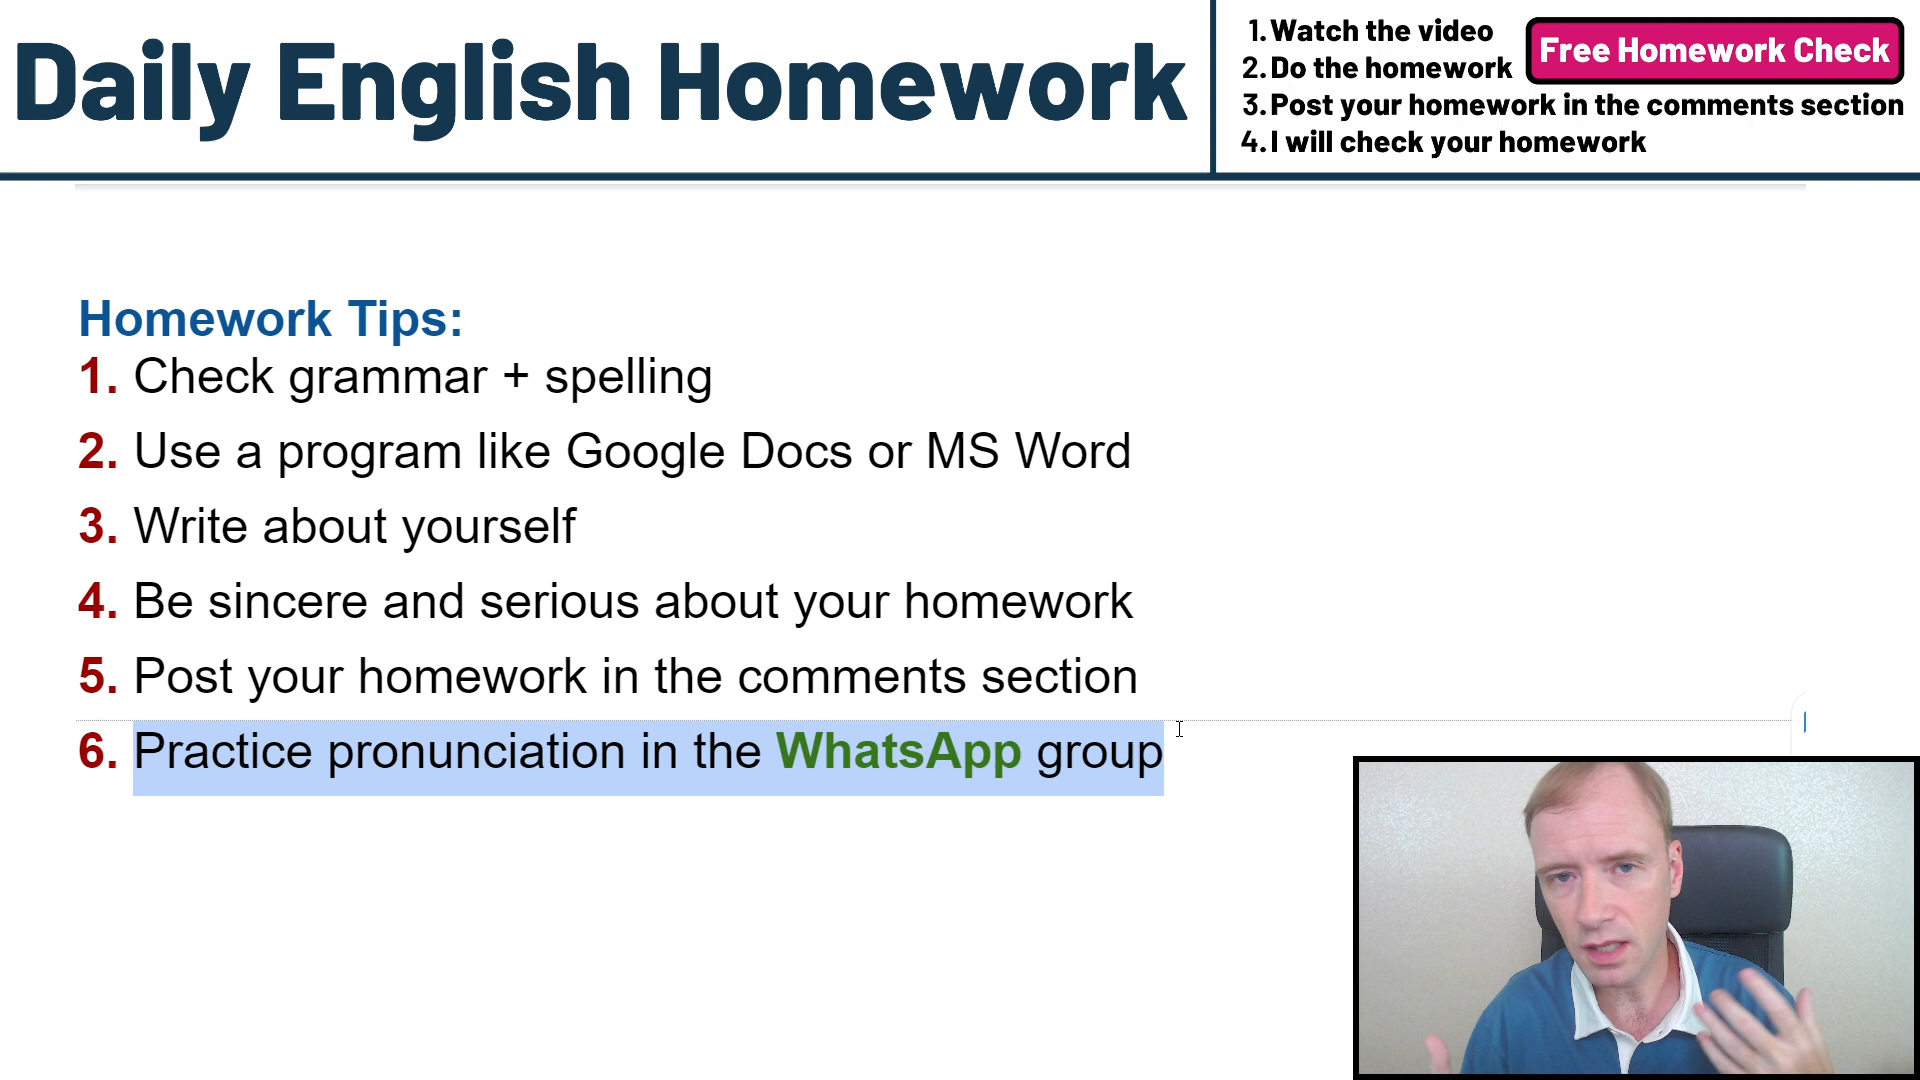 Daily English Homework
1. Watch the video
2. Do the homework
Free Homework Check
3. Post your homework in the comments section
4. I will check your homework
Homework Tips:
1. Check grammar + spelling
2. Use a program like Google Docs or MS Word
3. Write about yourself
4. Be sincere and serious about your homework
5. Post your homework in the comments section
6. Practice pronunciation in the WhatsApp group